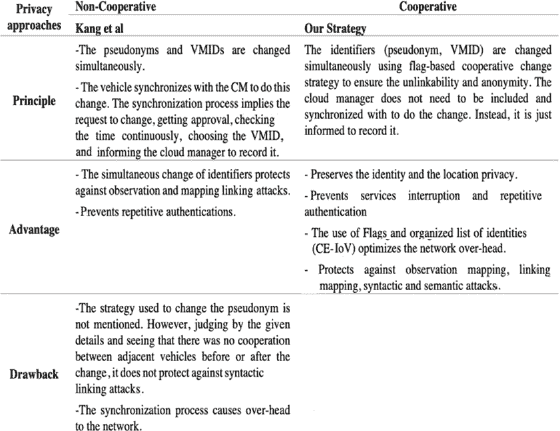 Privacy approaches
Non-Cooperative
Cooperative
Kang et al
Our Strategy
Principle
-The pseudonyms and VMIDs are changed
simultaneously.
- The vehicle synchronizes with the CM to do this
change. The synchronization process implies the
request to change, getting approval, checking
the time continuously, choosing the VMID,
and informing the cloud manager to record it.
The identifiers (pseudonym, VMID) are changed
simultaneously using flag-based cooperative change
strategy to ensure the unlinkability and anonymity. The
cloud manager does not need to be included and
synchronized with to do the change. Instead, it is just
informed to record it.
Advantage
- The simultaneous change of identifiers protects
against observation and mapping linking attacks.
- Prevents repetitive authentications.
- Preserves the identity and the location privacy.
- Prevents services interruption and repetitive
authentication
- The use of Flags and organized list of identities
(CE-IoV) optimizes the network over-head.
- Protects against observation mapping, linking
mapping, syntactic and semantic attacks.
Drawback
-The strategy used to change the pseudonym is
not mentioned. However, judging by the given
details and seeing that there was no cooperation
between adjacent vehicles before or after the
change, it does not protect against syntactic
linking attacks.
-The synchronization process causes over-head
to the network.